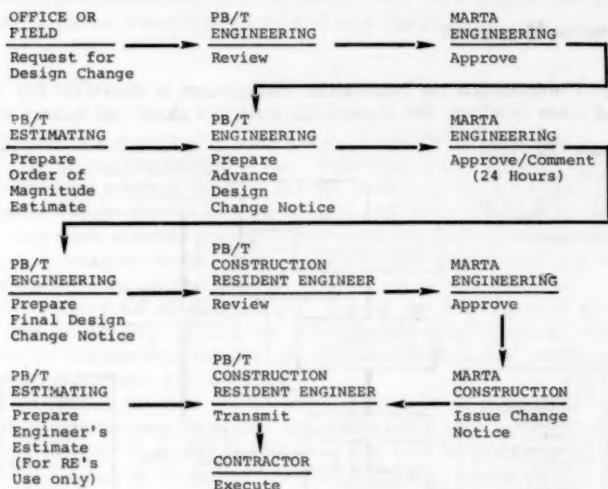 OFFICE OR
FIELD
Request for
Design Change
PB/T
ENGINEERING
Review
MARTA
ENGINEERING
Approve
PB/T
ESTIMATING
Prepare
Order of
Magnitude
Estimate
PB/T
ENGINEERING
Prepare
Advance
Design
Change Notice
MARTA
ENGINEERING
Approve/Comment
(24 Hours)
PB/T
ENGINEERING
Prepare
Final Design
Change Notice
PB/T
CONSTRUCTION
RESIDENT ENGINEER
Review
MARTA
ENGINEERING
Approve
PB/T
ESTIMATING
Prepare
Engineer's
Estimate
(For RE's
Use only)
PB/T
CONSTRUCTION
RESIDENT ENGINEER
Transmit
MARTA
CONSTRUCTION
Issue Change
Notice
CONTRACTOR
Execute